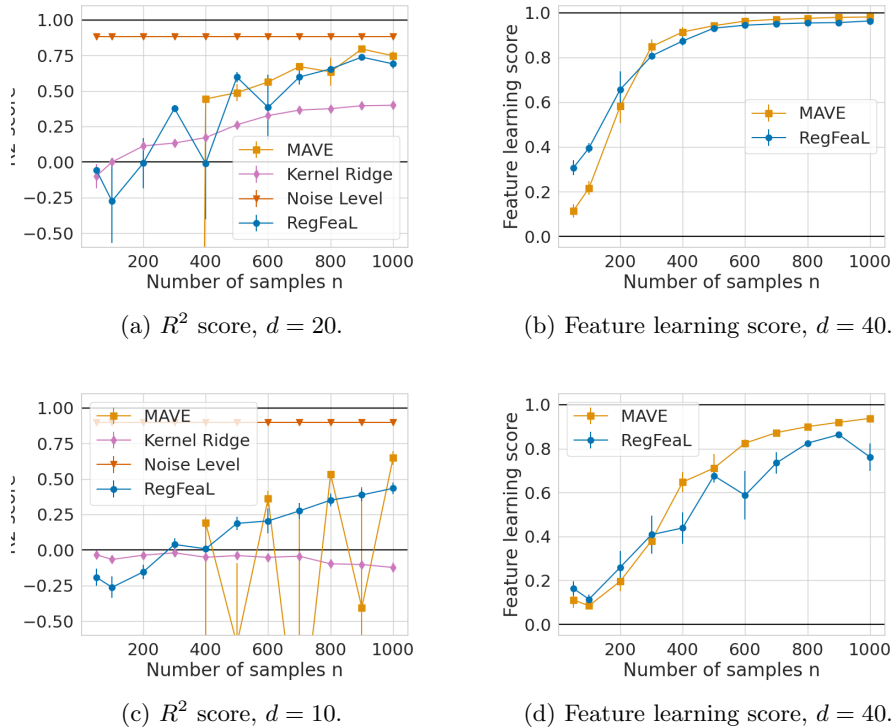 1.00
0.75
0.50
0.25
0.00
−0.25
−0.50
R2 score
MAVE
Kernel Ridge
Noise Level
RegFeaL
200 400 600 800 1000
Number of samples n
(a) R² score, d = 20.
1.0
0.8
0.6
0.4
0.2
0.0
Feature learning score
MAVE
RegFeaL
200 400 600 800 1000
Number of samples n
(b) Feature learning score, d = 40.
1.00
0.75
0.50
0.25
0.00
−0.25
−0.50
R2 score
MAVE
Kernel Ridge
Noise Level
RegFeaL
200 400 600 800 1000
Number of samples n
(c) R² score, d = 10.
1.0
0.8
0.6
0.4
0.2
0.0
Feature learning score
MAVE
RegFeaL
200 400 600 800 1000
Number of samples n
(d) Feature learning score, d = 40.